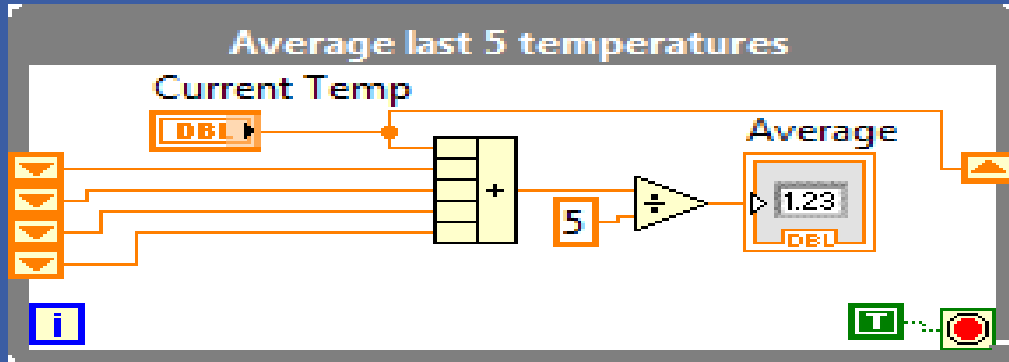 Average last 5 temperatures
Current Temp
DBL
Average
+
5
÷
1.23
DBL
i
T